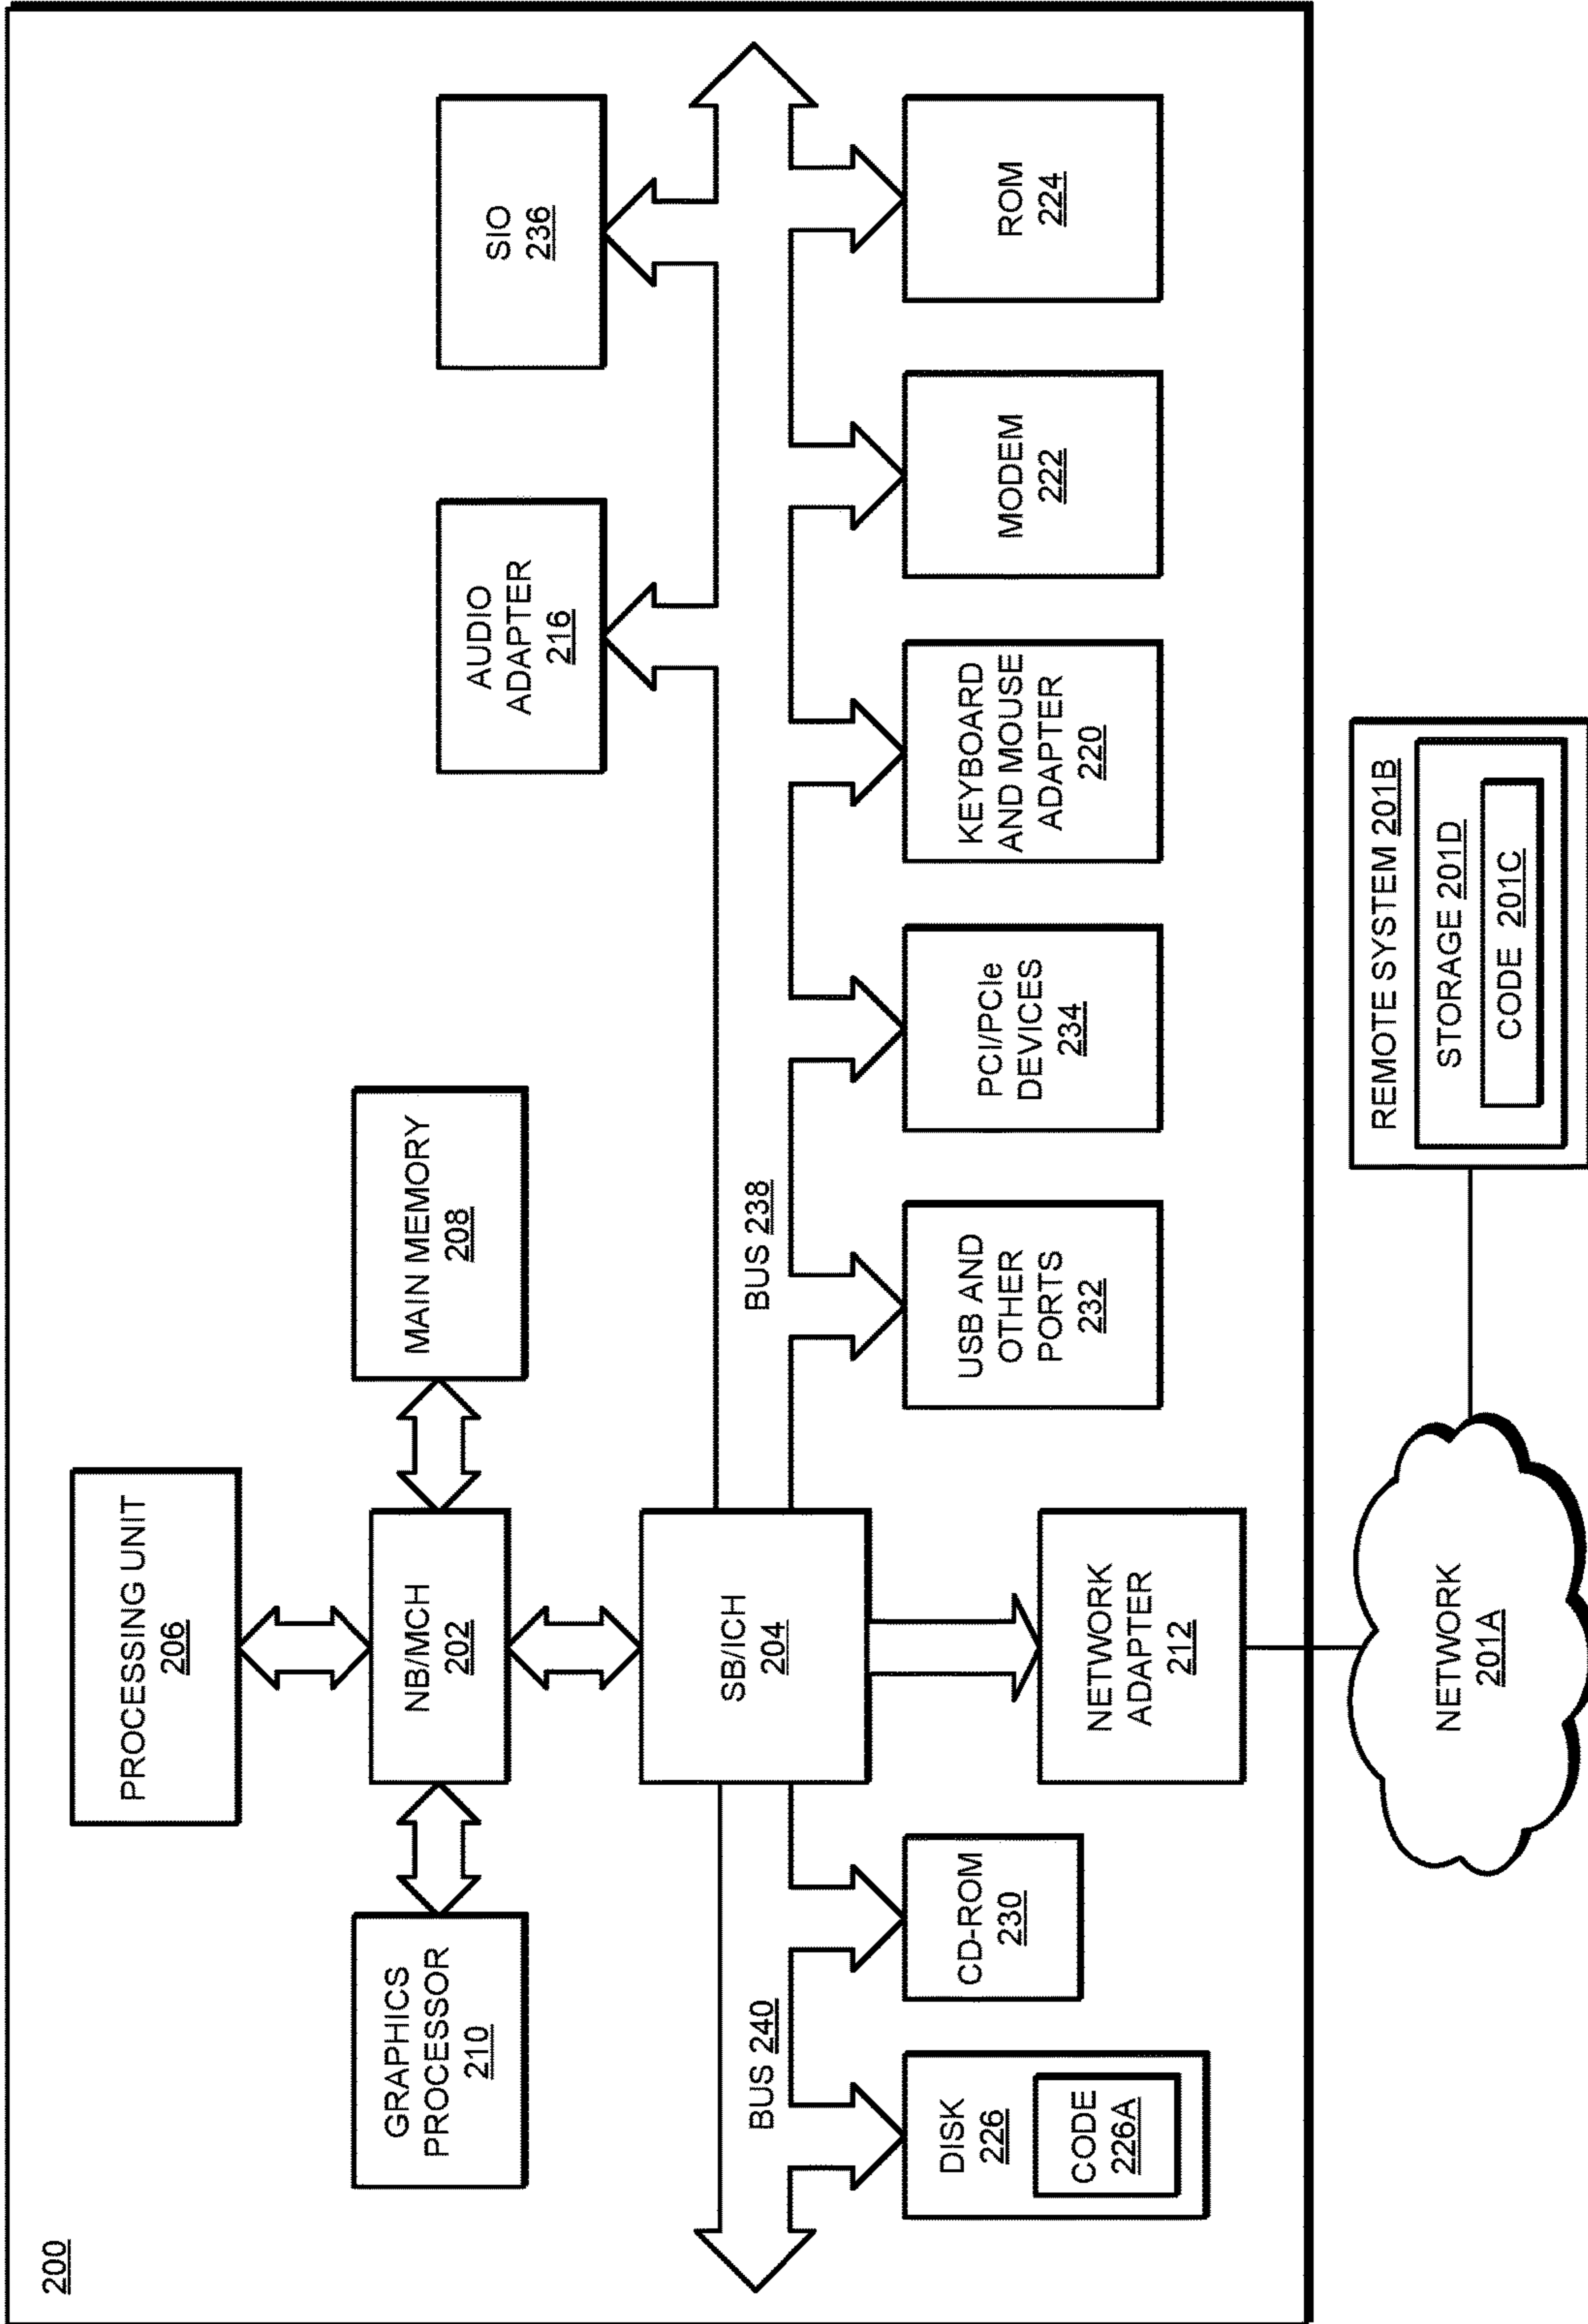 200
PROCESSING UNIT
206
GRAPHICS
PROCESSOR
210
NB/MCH
202
MAIN MEMORY
208
AUDIO
ADAPTER
216
SIO
236
SB/ICH
204
BUS 240
BUS 238
DISK
226
CODE
226A
CD-ROM
230
USB AND
OTHER
PORTS
232
PCI/PCIe
DEVICES
234
KEYBOARD
AND MOUSE
ADAPTER
220
MODEM
222
ROM
224
NETWORK
ADAPTER
212
NETWORK
201A
REMOTE SYSTEM 201B
STORAGE 201D
CODE 201C